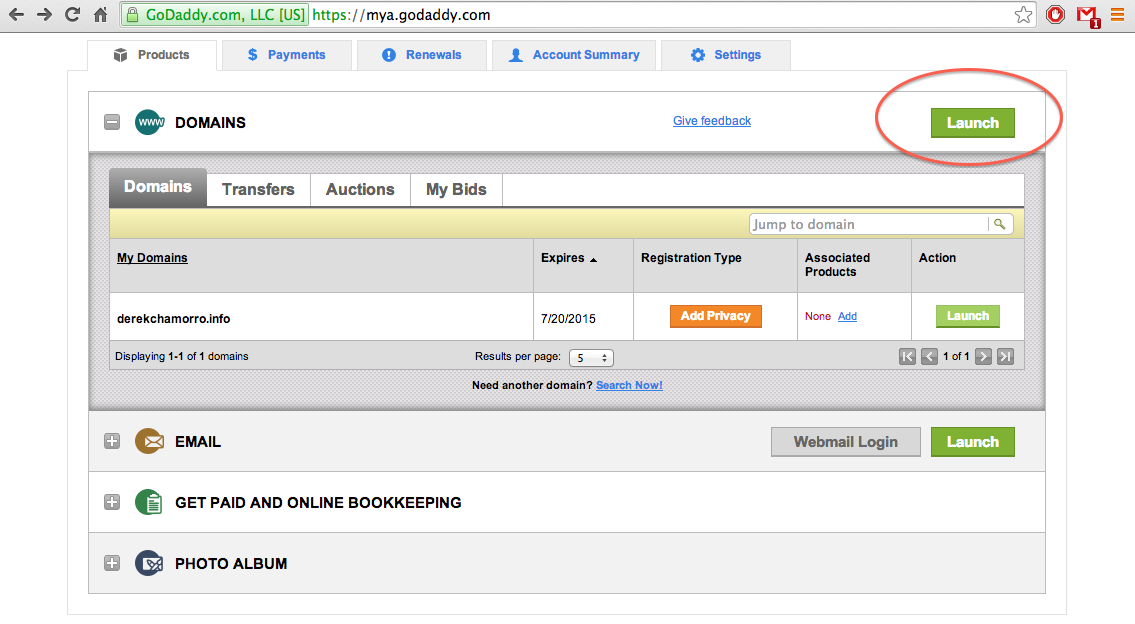 GoDaddy.com, LLC [US] https://mya.godaddy.com
1
Products $ Payments Renewals Account Summary Settings
www DOMAINS Give feedback Launch
Domains Transfers Auctions My Bids
Jump to domain
My Domains Expires Registration Type Associated Products Action
derekchamorro.info 7/20/2015 Add Privacy None Add Launch
Displaying 1-1 of 1 domains Results per page: 5 1 of 1
Need another domain? Search Now!
EMAIL Webmail Login Launch
GET PAID AND ONLINE BOOKKEEPING
PHOTO ALBUM